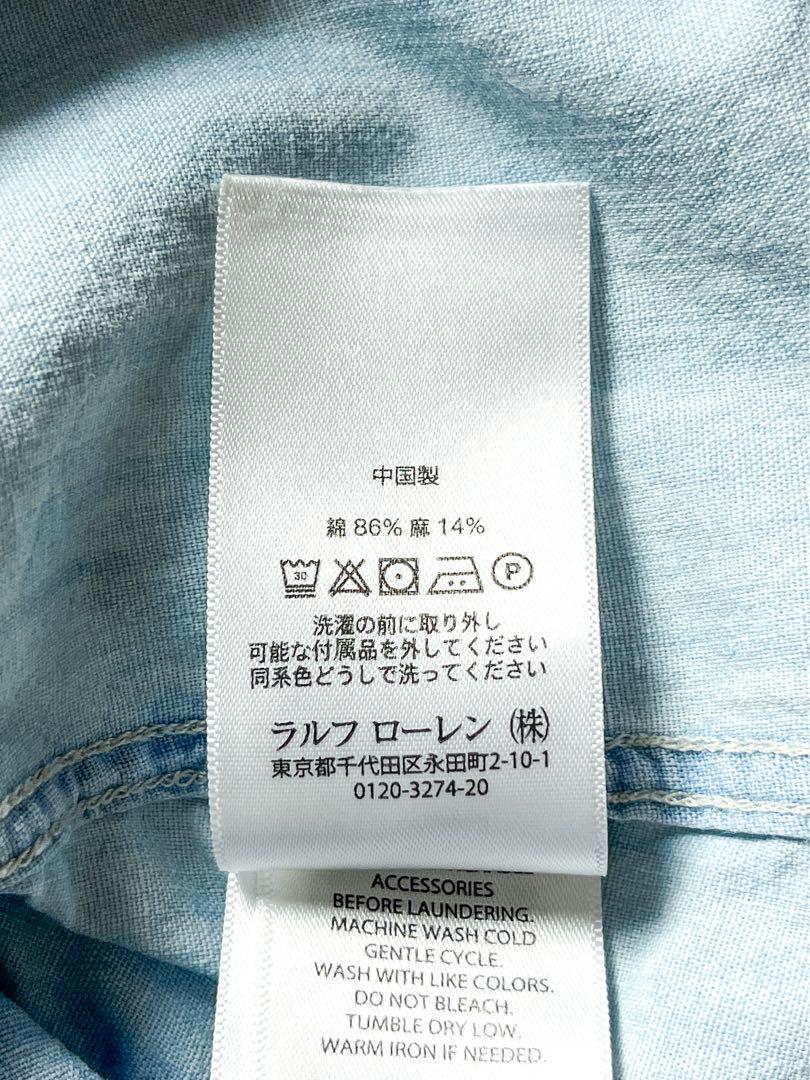 中国製
綿 86% 麻 14%
30 P
洗濯の前に取り外し
可能な付属品を外してください
同系色どうしで洗ってください
ラルフ ローレン (株)
東京都千代田区永田町2-10-1
0120-3274-20
ACCESSORIES
BEFORE LAUNDERING.
MACHINE WASH COLD
GENTLE CYCLE.
WASH WITH LIKE COLORS.
DO NOT BLEACH.
TUMBLE DRY LOW.
WARM IRON IF NEEDED.